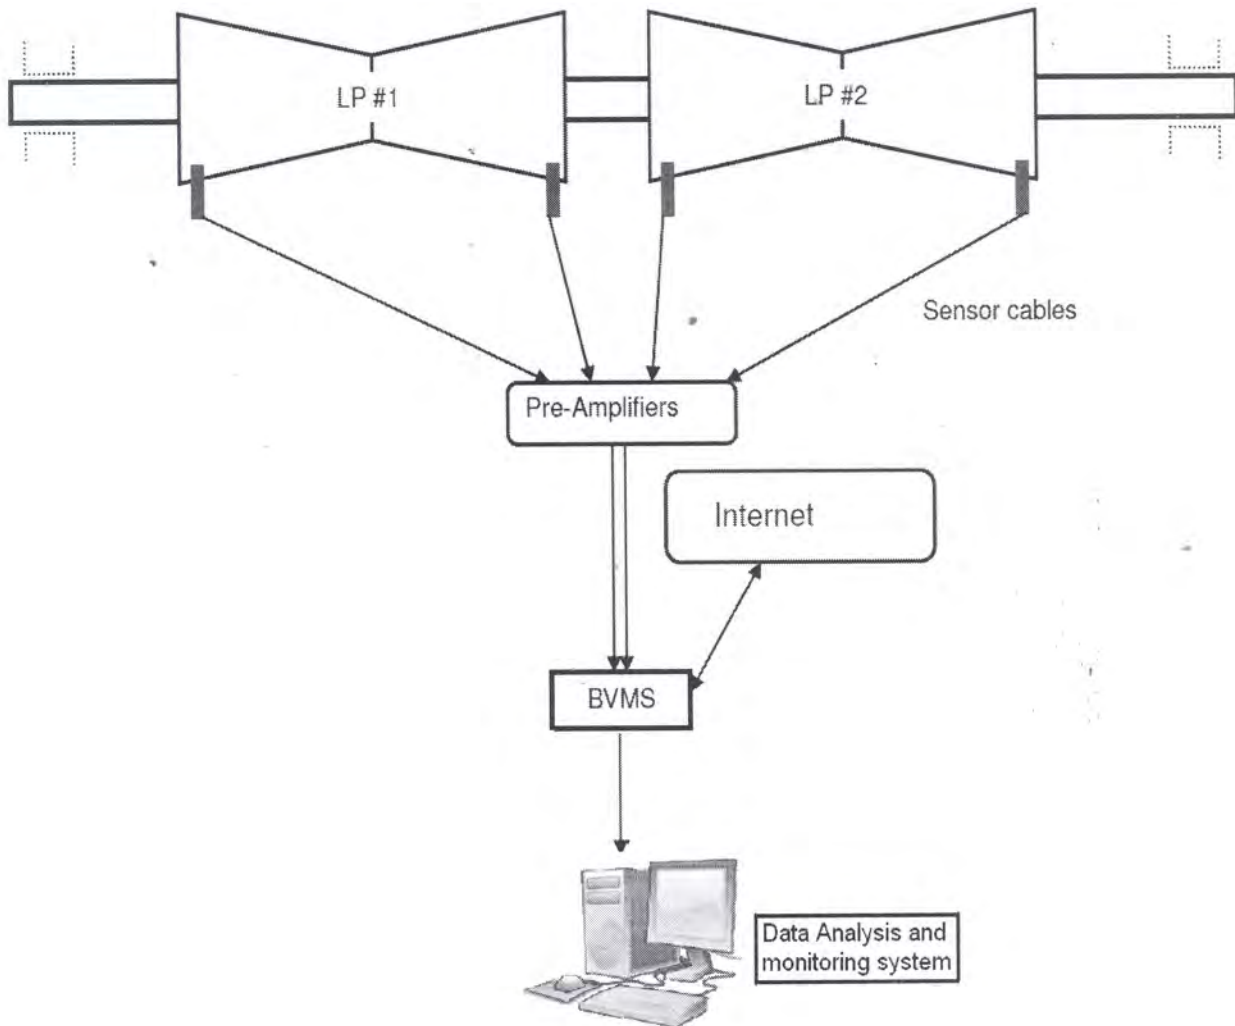 LP #1
LP #2
Sensor cables
Pre-Amplifiers
Internet
BVMS
Data Analysis and
monitoring system